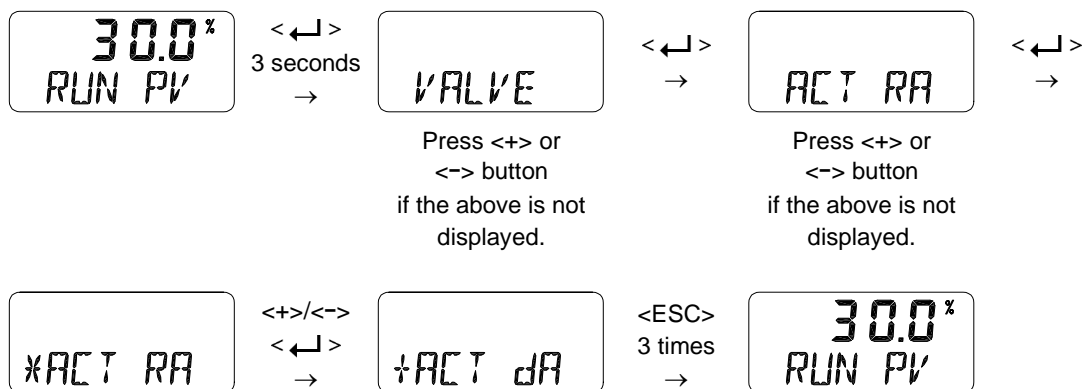 30.0%
RUN PV
<↵>
3 seconds
→
VALVE
Press <+> or
<-> button
if the above is not
displayed.
<↵>
→
ACT RA
Press <+> or
<-> button
if the above is not
displayed.
<↵>
→
*ACT RA
<+>/<->
<↵>
→
+ACT dA
<ESC>
3 times
→
30.0%
RUN PV